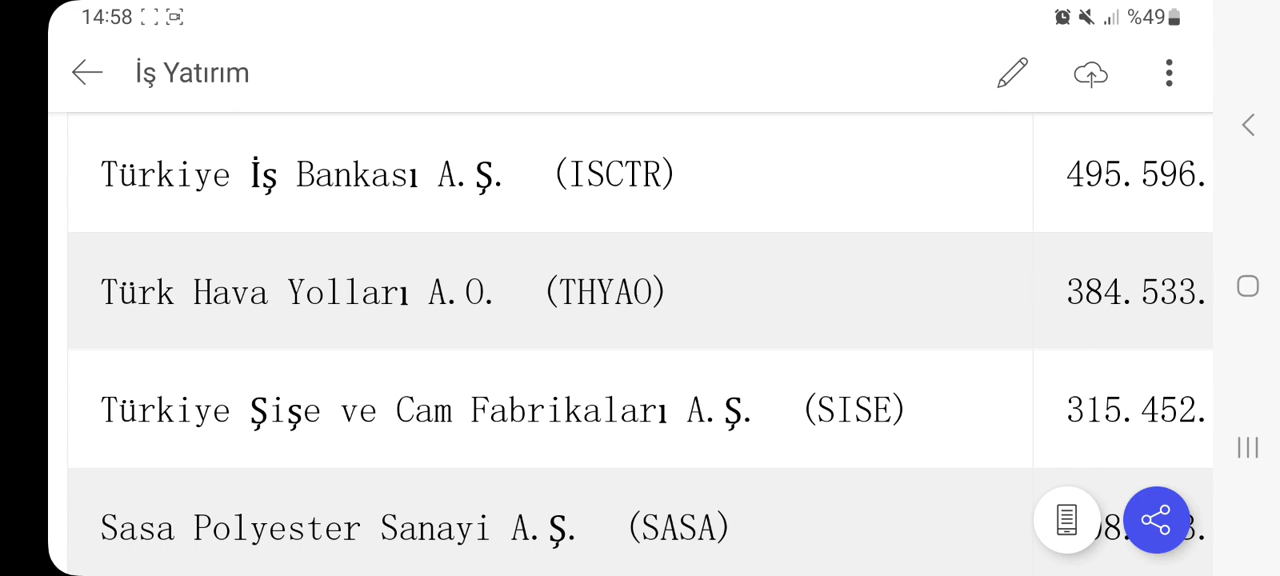 14:58 %49
İş Yatırım
Türkiye İş Bankası A.Ş. (ISCTR) 495.596.
Türk Hava Yolları A.O. (THYAO) 384.533.
Türkiye Şişe ve Cam Fabrikaları A.Ş. (SISE) 315.452.
Sasa Polyester Sanayi A.Ş. (SASA)